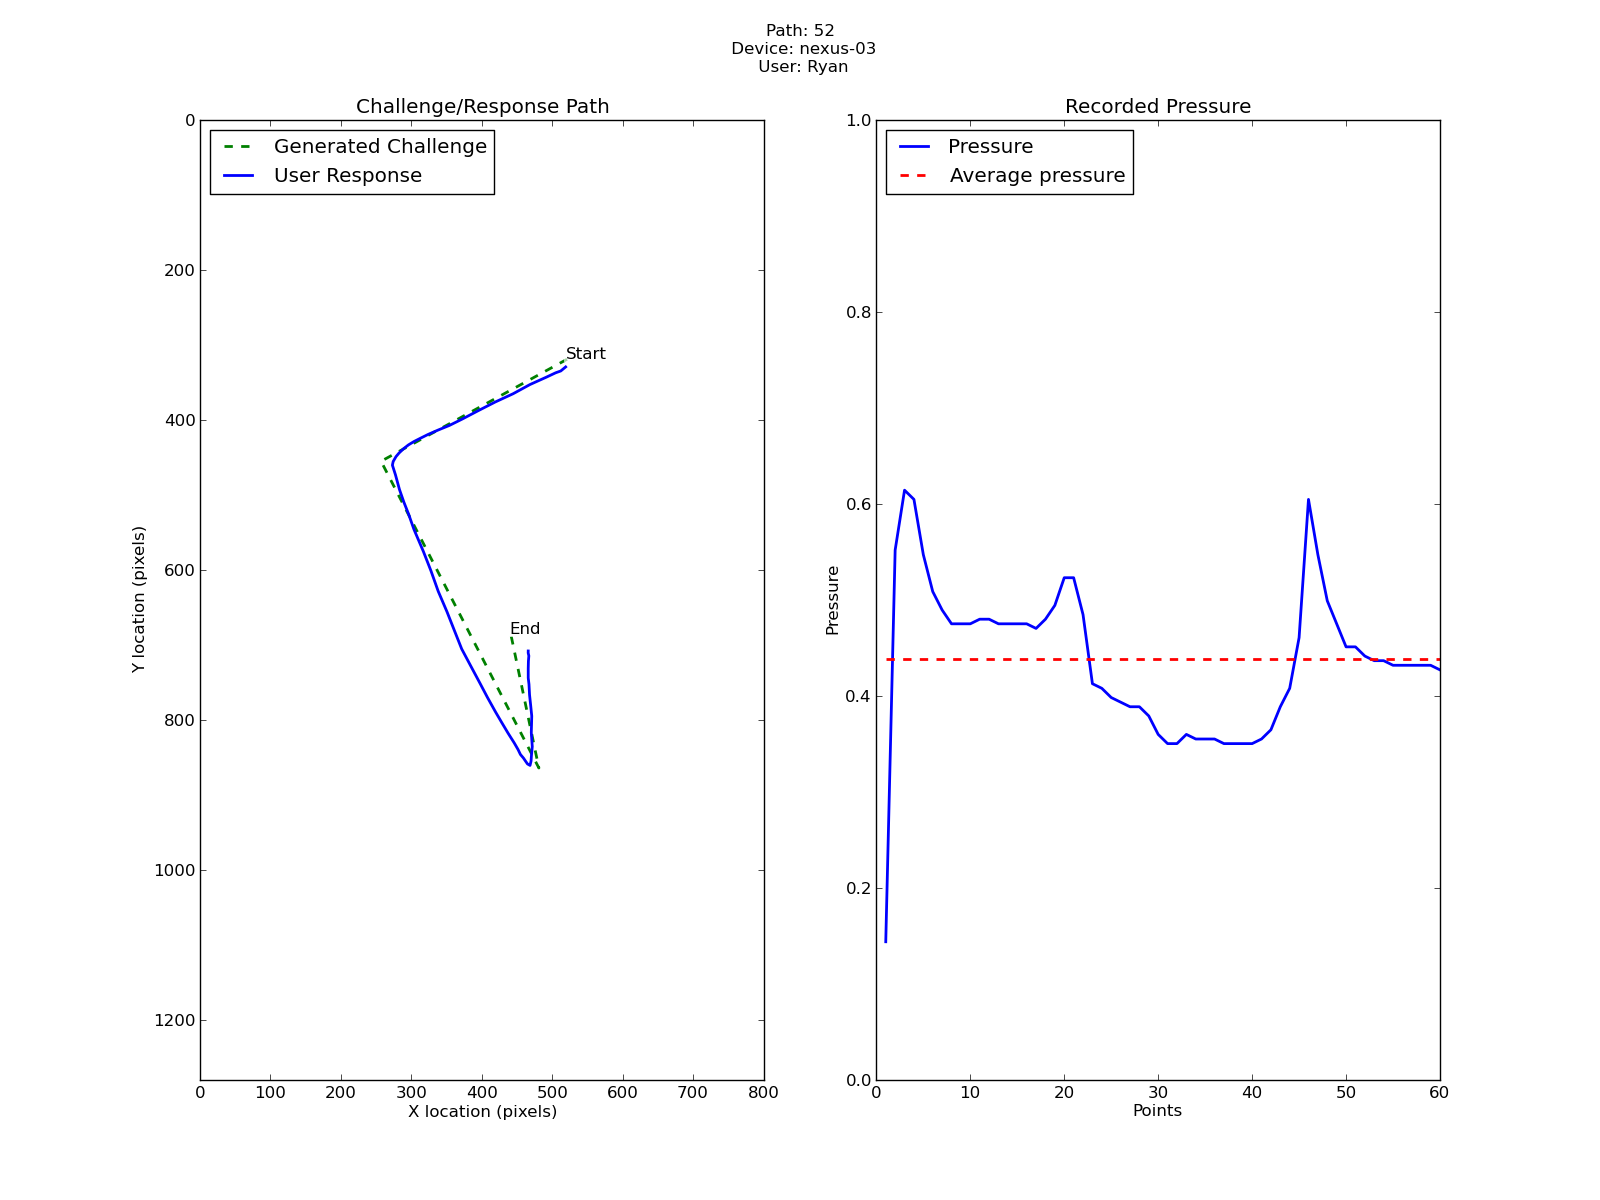 Path: 52
Device: nexus-03
User: Ryan
Challenge/Response Path
Generated Challenge
User Response
Start
End
0
200
400
600
800
1000
1200
Y location (pixels)
0 100 200 300 400 500 600 700 800
X location (pixels)
Recorded Pressure
Pressure
Average pressure
1.0
0.8
0.6
0.4
0.2
0.0
Pressure
0 10 20 30 40 50 60
Points